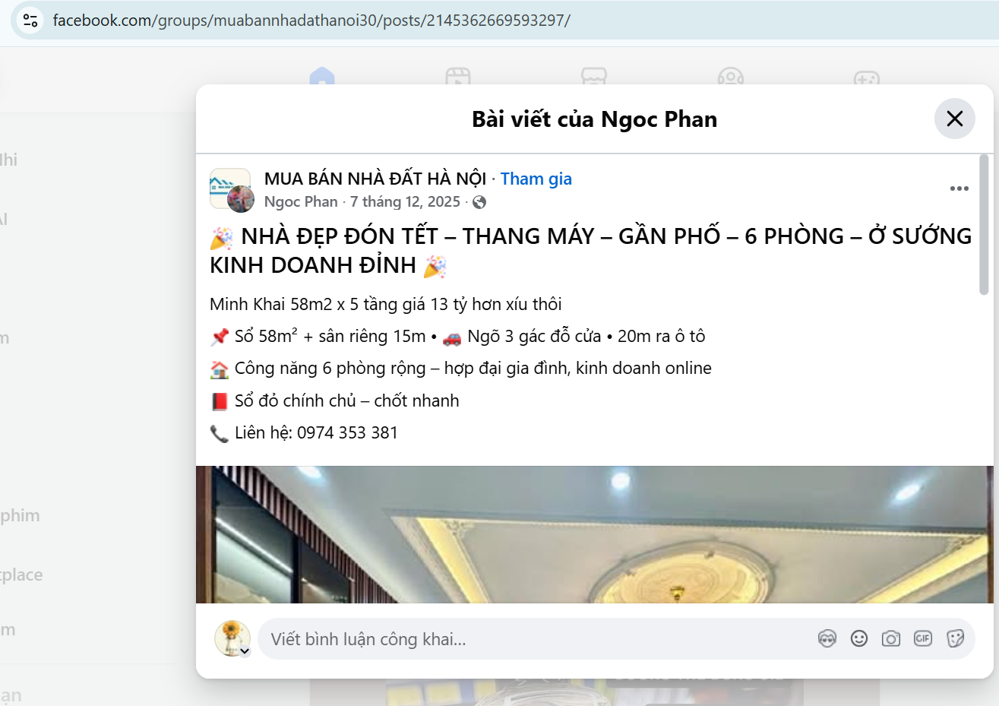 facebook.com/groups/muabannhadathanoi30/posts/2145362669593297/
Bài viết của Ngoc Phan
MUA BÁN NHÀ ĐẤT HÀ NỘI · Tham gia
Ngoc Phan · 7 tháng 12, 2025 ·
🎉 NHÀ ĐẸP ĐÓN TẾT – THANG MÁY – GẦN PHỐ – 6 PHÒNG – Ở SƯỚNG
KINH DOANH ĐỈNH 🎉
Minh Khai 58m2 x 5 tầng giá 13 tỷ hơn xíu thôi
📌 Sổ 58m² + sân riêng 15m • 🚗 Ngõ 3 gác đỗ cửa • 20m ra ô tô
🏠 Công năng 6 phòng rộng – hợp đại gia đình, kinh doanh online
📕 Sổ đỏ chính chủ – chốt nhanh
📞 Liên hệ: 0974 353 381
phim
Viết bình luận công khai...
GIF